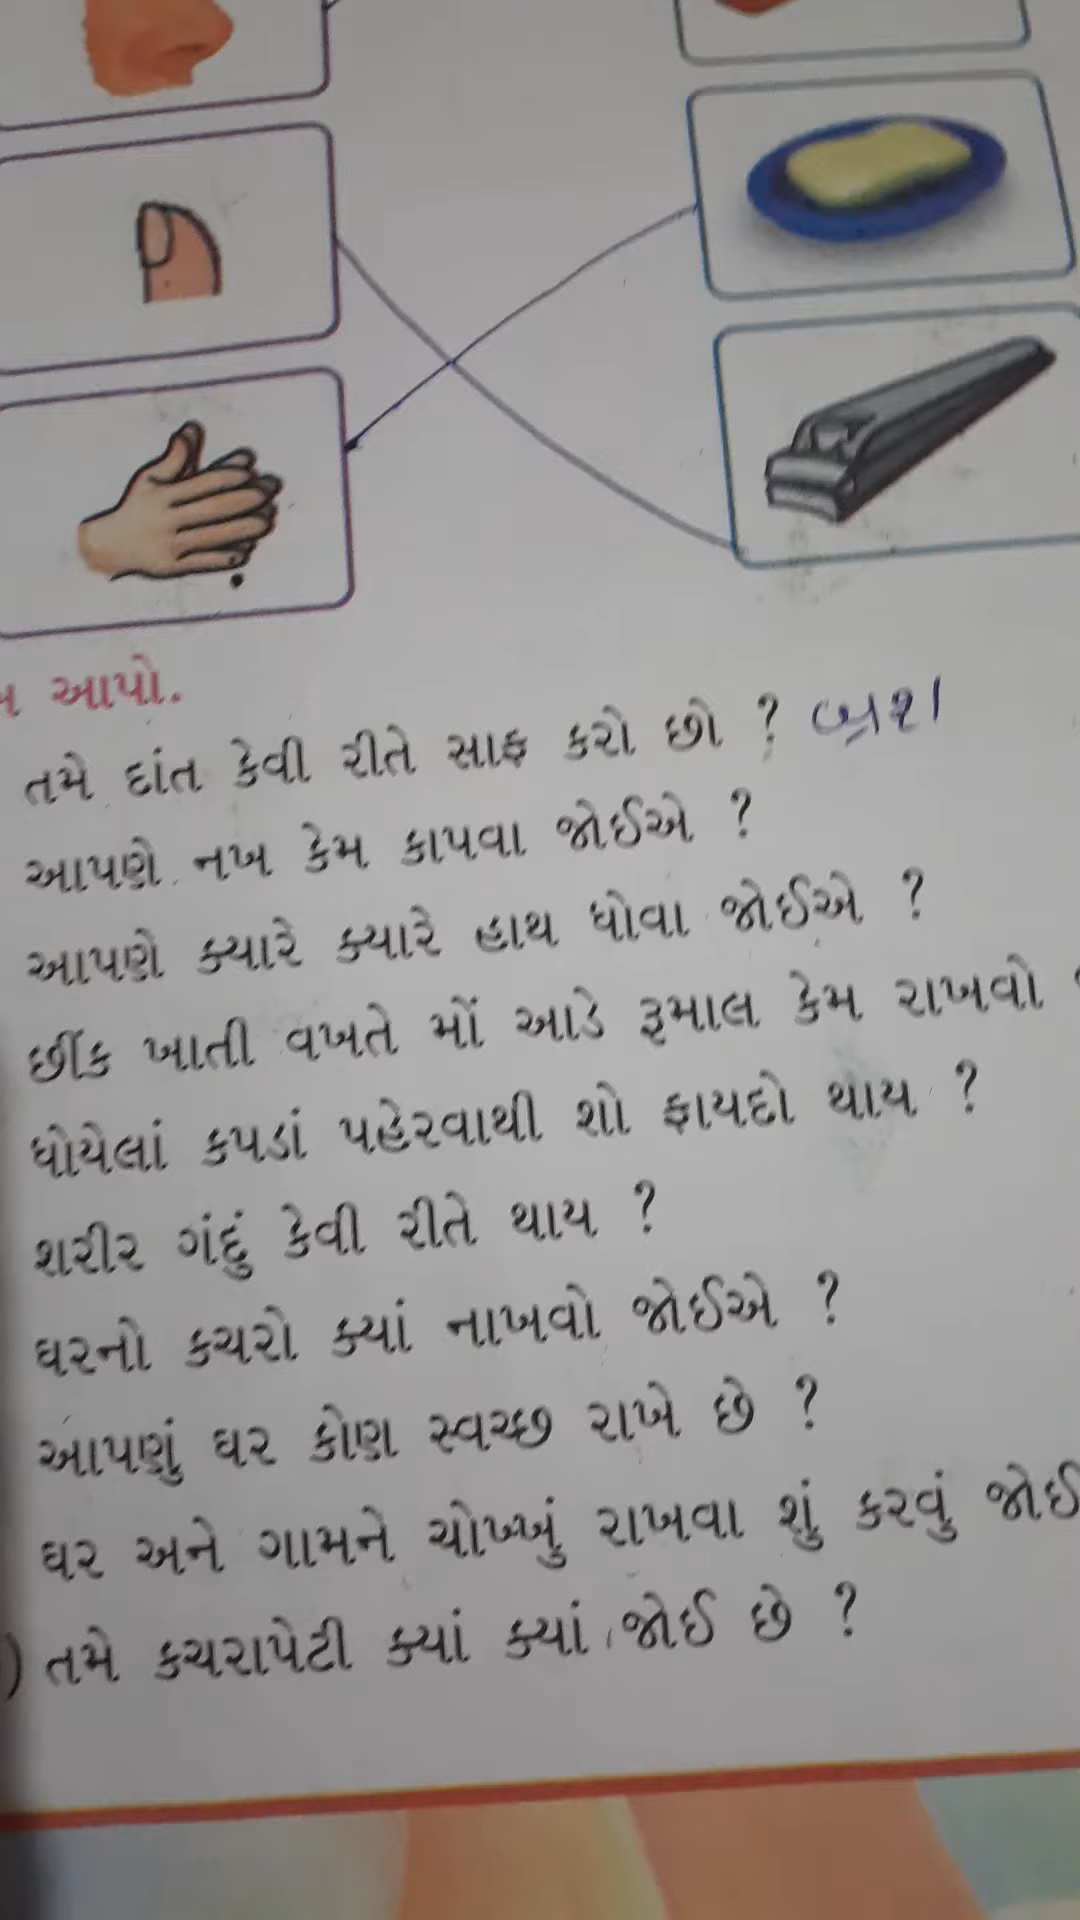 આપો.
તમે દાંત કેવી રીતે સાફ કરો છો ? બ્રશ
આપણે નખ કેમ કાપવા જોઈએ ?
આપણે ક્યારે ક્યારે હાથ ધોવા જોઈએ ?
છીંક ખાતી વખતે મોં આડે રૂમાલ કેમ રાખવો
ધોયેલાં કપડાં પહેરવાથી શો ફાયદો થાય ?
શરીર ગંદું કેવી રીતે થાય ?
ઘરનો કચરો ક્યાં નાખવો જોઈએ ?
આપણું ઘર કોણ સ્વચ્છ રાખે છે ?
ઘર અને ગામને ચોખ્ખું રાખવા શું કરવું જોઈ
) તમે કચરાપેટી ક્યાં ક્યાં જોઈ છે ?